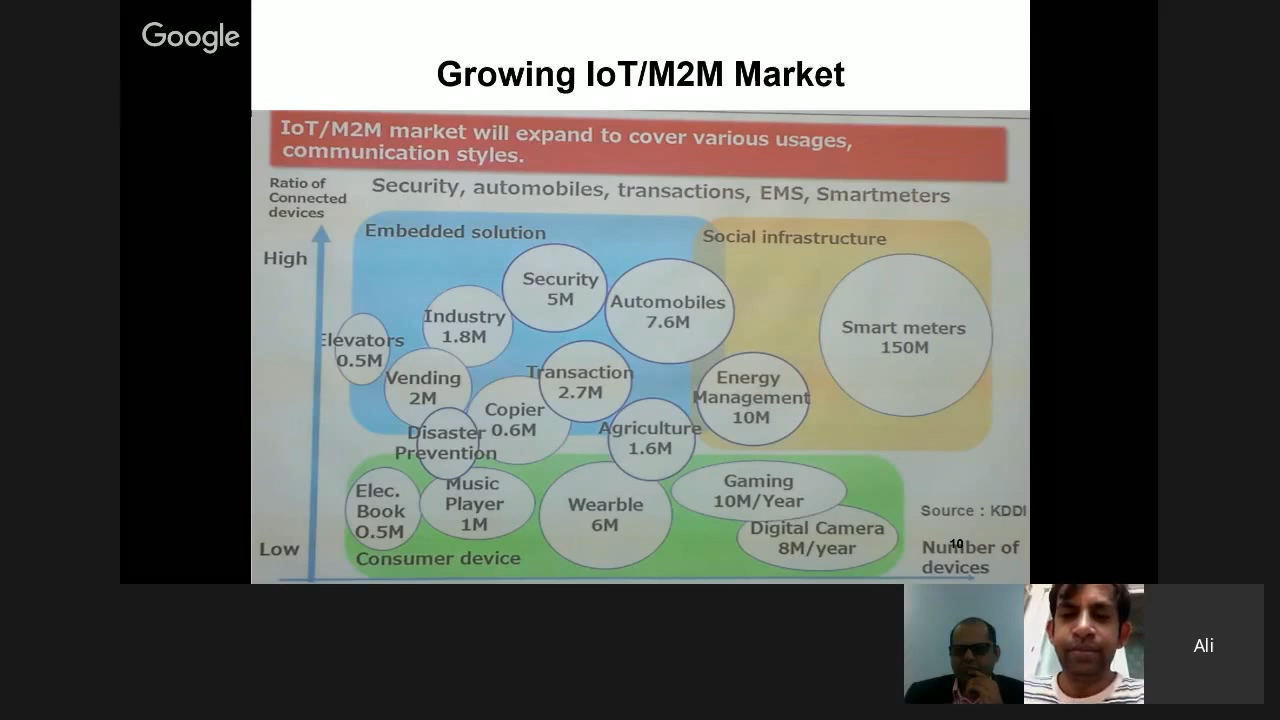 Google
Growing IoT/M2M Market
IoT/M2M market will expand to cover various usages,
communication styles.
Ratio of
Connected
devices
Security, automobiles, transactions, EMS, Smartmeters
High
Embedded solution
Social infrastructure
Security
5M
Automobiles
7.6M
Industry
1.8M
Smart meters
150M
Elevators
0.5M
Vending
2M
Transaction
2.7M
Energy
Management
10M
Copier
0.6M
Disaster
Prevention
Agriculture
1.6M
Elec.
Book
0.5M
Music
Player
1M
Wearble
6M
Gaming
10M/Year
Digital Camera
8M/year
Source : KDDI
Low
Consumer device
10
Number of
devices
Ali